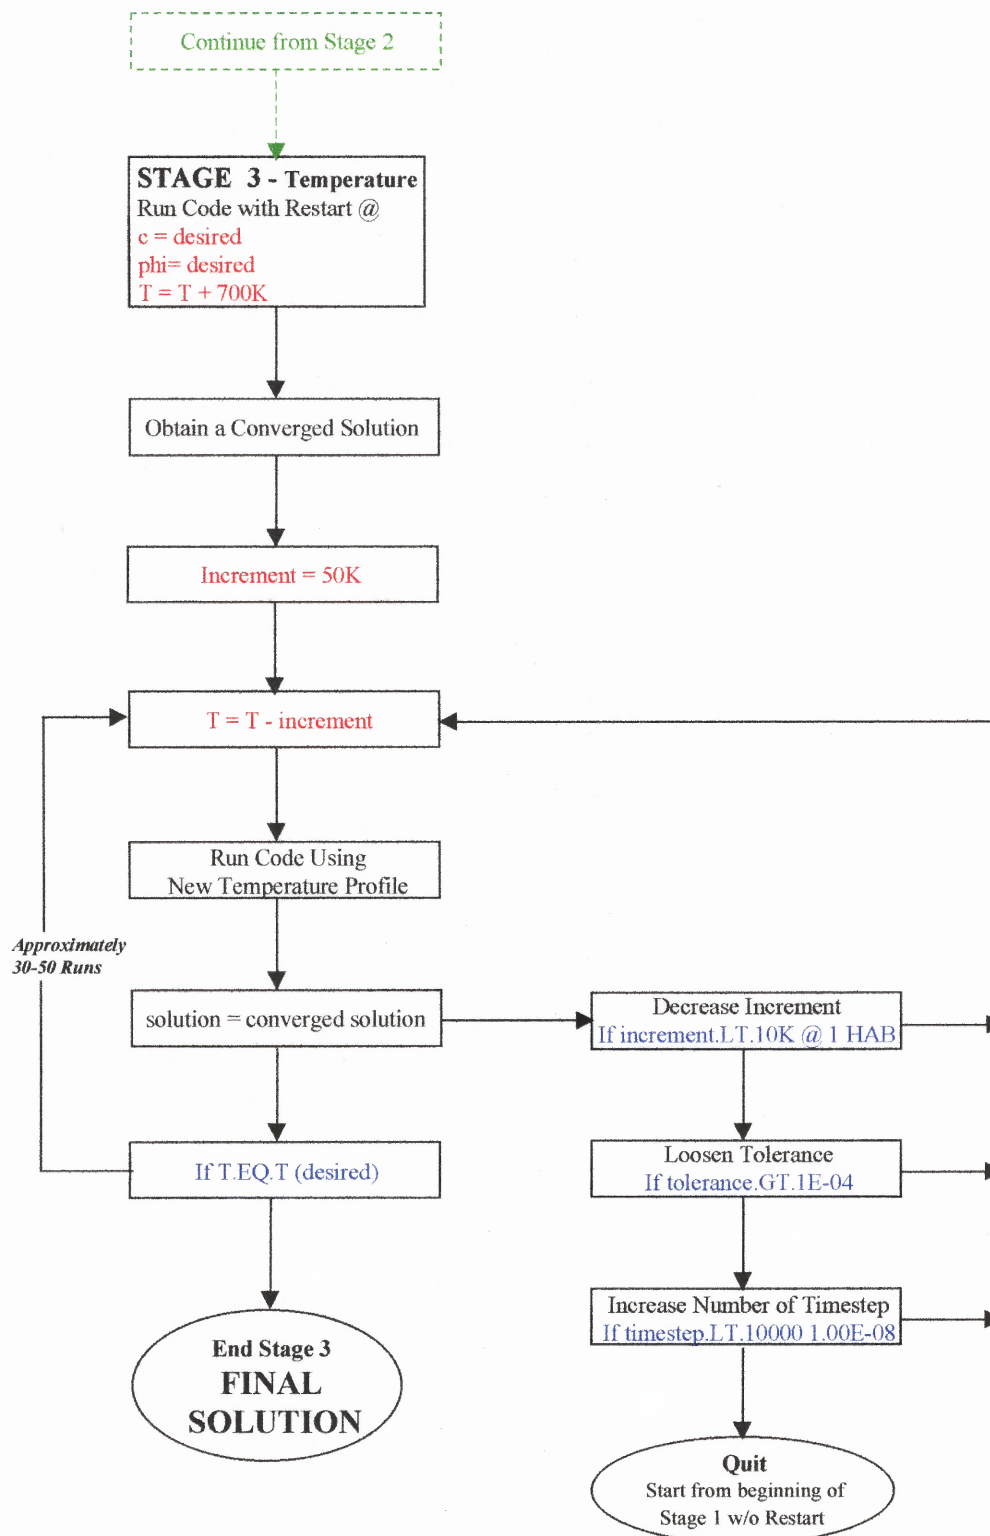 Continue from Stage 2
STAGE 3 - Temperature
Run Code with Restart @
c = desired
phi= desired
T = T + 700K
Obtain a Converged Solution
Increment = 50K
T = T - increment
Run Code Using
New Temperature Profile
Approximately
30-50 Runs
solution = converged solution
Decrease Increment
If increment.LT.10K @ 1 HAB
If T.EQ.T (desired)
Loosen Tolerance
If tolerance.GT.1E-04
Increase Number of Timestep
If timestep.LT.10000 1.00E-08
End Stage 3
FINAL
SOLUTION
Quit
Start from beginning of
Stage 1 w/o Restart